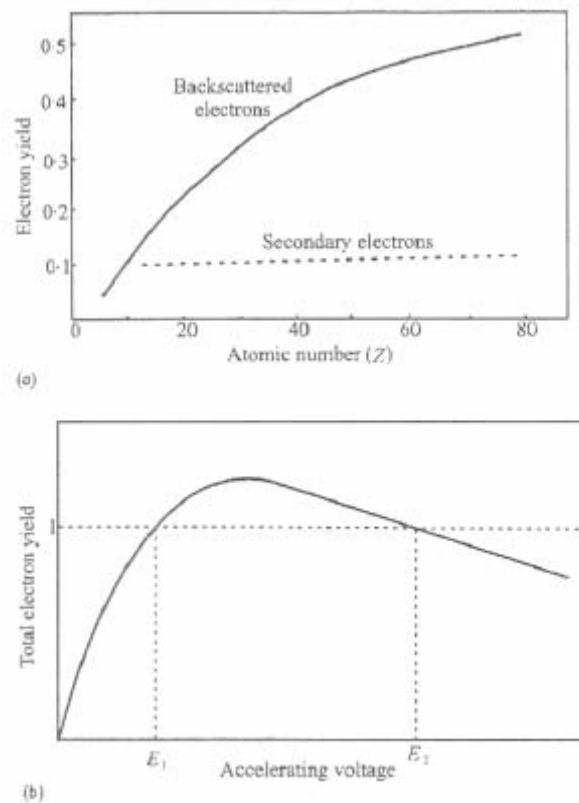 0·5
0·4
0·3
0·2
0·1
Electron yield
Backscattered
electrons
Secondary electrons
0 20 40 60 80
Atomic number (Z)
(a)
1
Total electron yield
E1 E2
Accelerating voltage
(b)